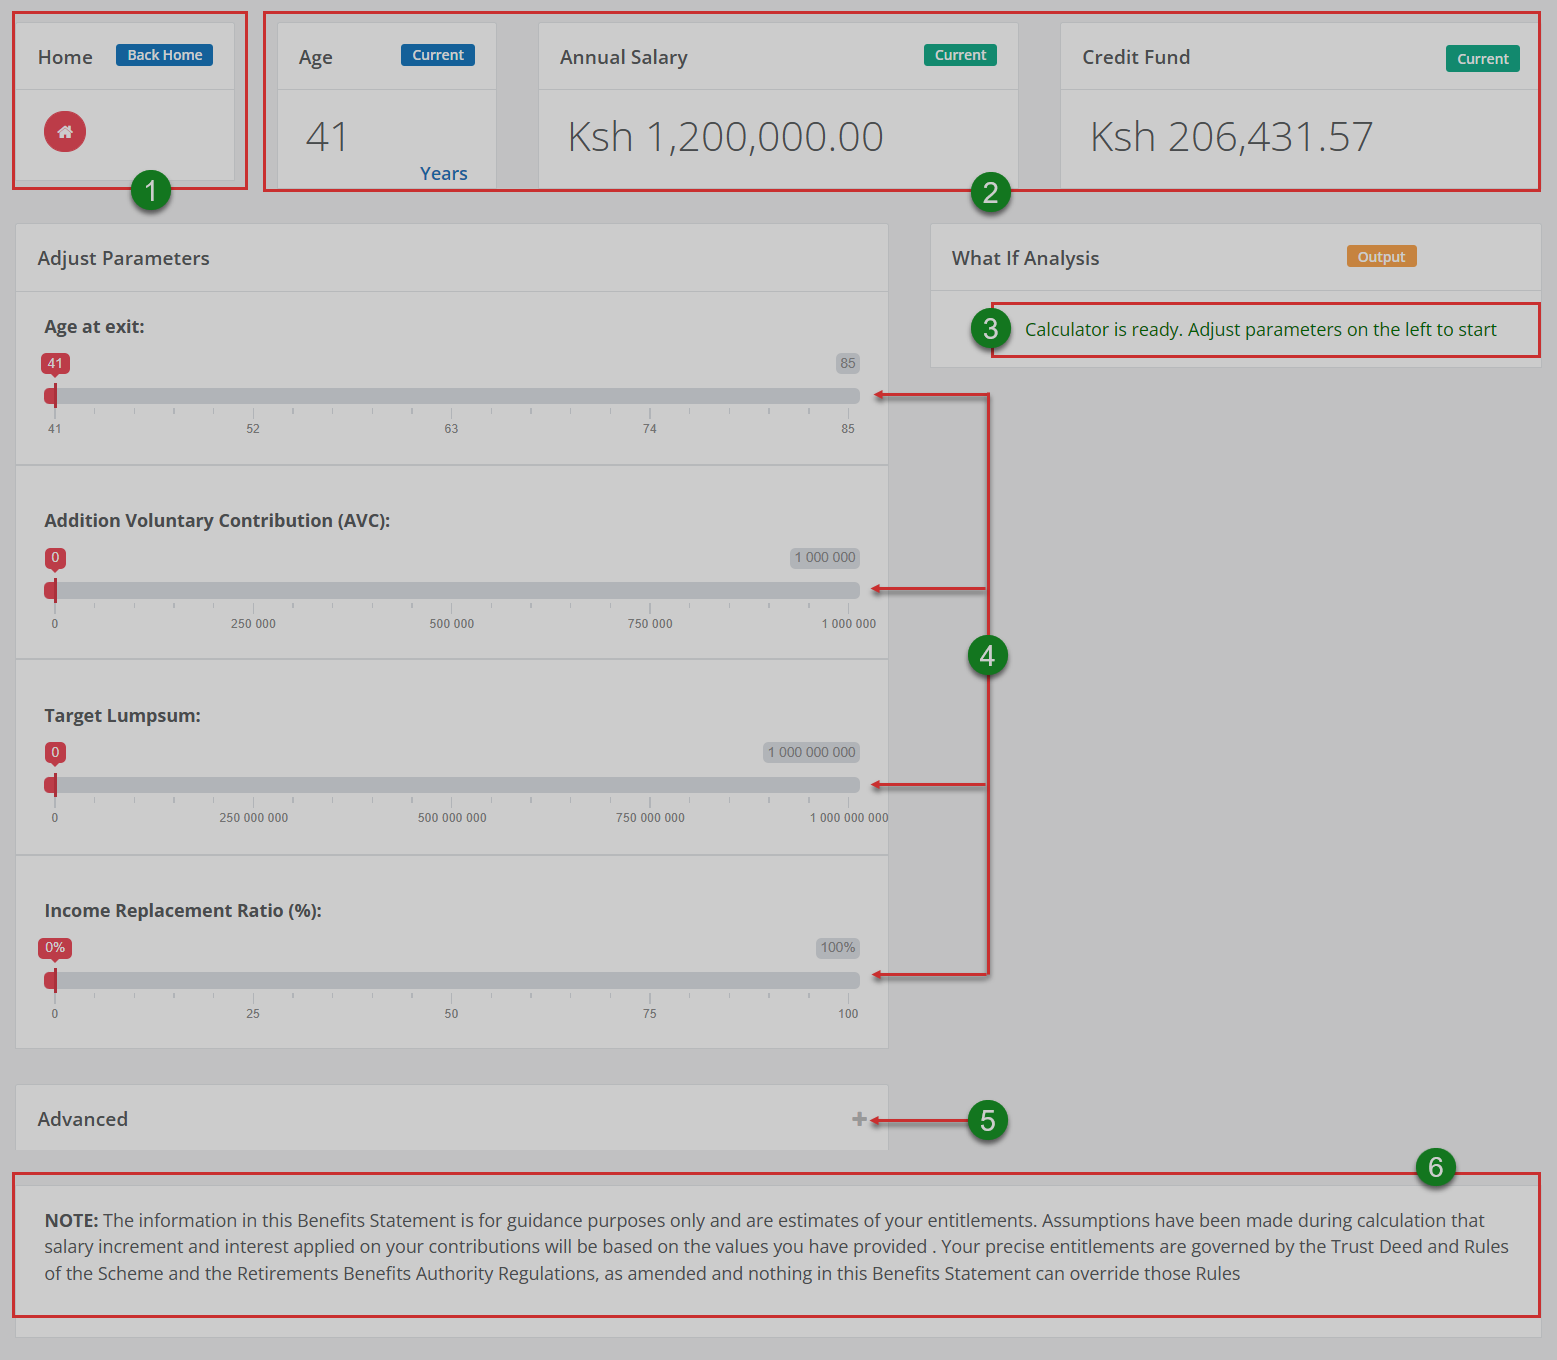 Home Back Home
Age Current
41
Years
Annual Salary Current
Ksh 1,200,000.00
Credit Fund Current
Ksh 206,431.57
1
2
Adjust Parameters
Age at exit:
41 85
41 52 63 74 85
Addition Voluntary Contribution (AVC):
0 1 000 000
0 250 000 500 000 750 000 1 000 000
Target Lumpsum:
0 1 000 000 000
0 250 000 000 500 000 000 750 000 000 1 000 000 000
Income Replacement Ratio (%):
0% 100%
0 25 50 75 100
What If Analysis Output
3 Calculator is ready. Adjust parameters on the left to start
4
Advanced
5
6
NOTE: The information in this Benefits Statement is for guidance purposes only and are estimates of your entitlements. Assumptions have been made during calculation that
salary increment and interest applied on your contributions will be based on the values you have provided . Your precise entitlements are governed by the Trust Deed and Rules
of the Scheme and the Retirements Benefits Authority Regulations, as amended and nothing in this Benefits Statement can override those Rules